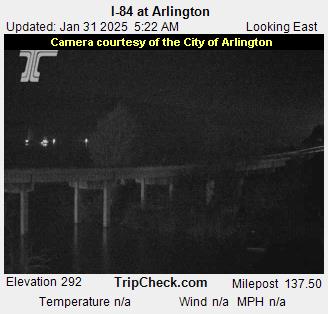 I-84 at Arlington
Updated: Jan 31 2025 5:22 AM Looking East
Camera courtesy of the City of Arlington
Elevation 292 TripCheck.com Milepost 137.50
Temperature n/a Wind n/a MPH n/a